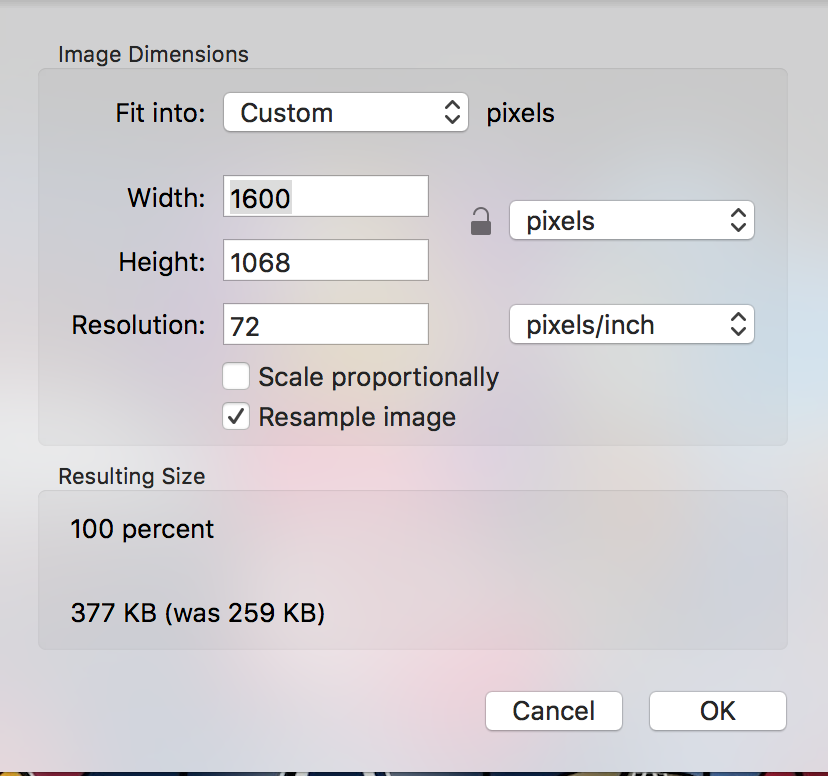 Image Dimensions
Fit into: Custom pixels
Width: 1600
pixels
Height: 1068
Resolution: 72 pixels/inch
Scale proportionally
Resample image
Resulting Size
100 percent
377 KB (was 259 KB)
Cancel OK